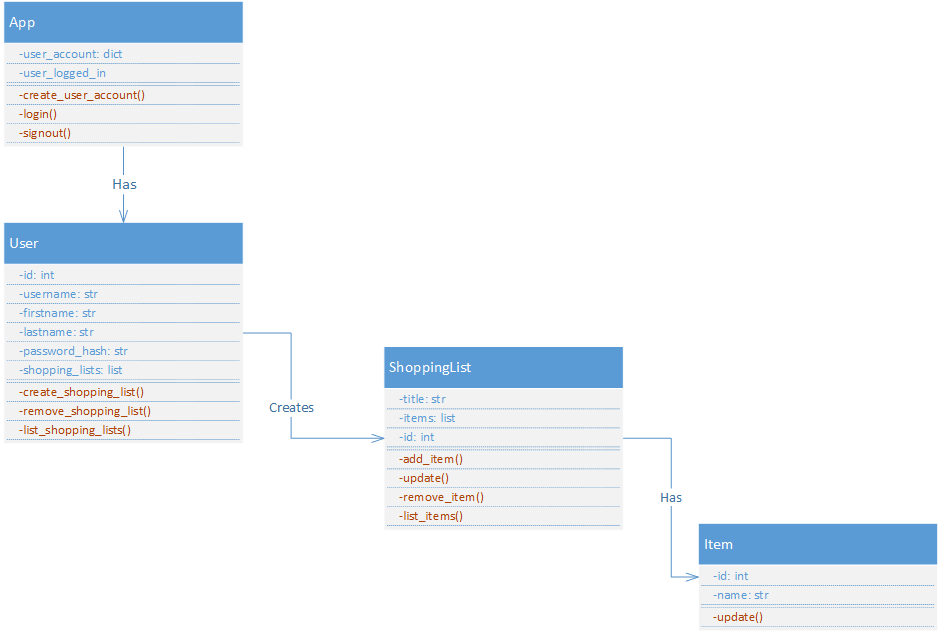 App
-user_account: dict
-user_logged_in
-create_user_account()
-login()
-signout()
Has
User
-id: int
-username: str
-firstname: str
-lastname: str
-password_hash: str
-shopping_lists: list
-create_shopping_list()
-remove_shopping_list()
-list_shopping_lists()
Creates
ShoppingList
-title: str
-items: list
-id: int
-add_item()
-update()
-remove_item()
-list_items()
Has
Item
-id: int
-name: str
-update()